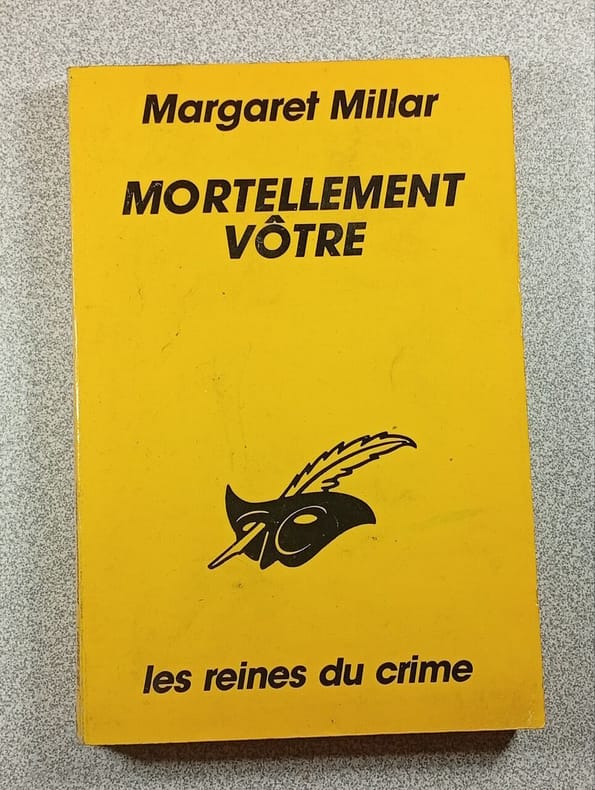 Margaret Millar
MORTELLEMENT
VÔTRE
les reines du crime